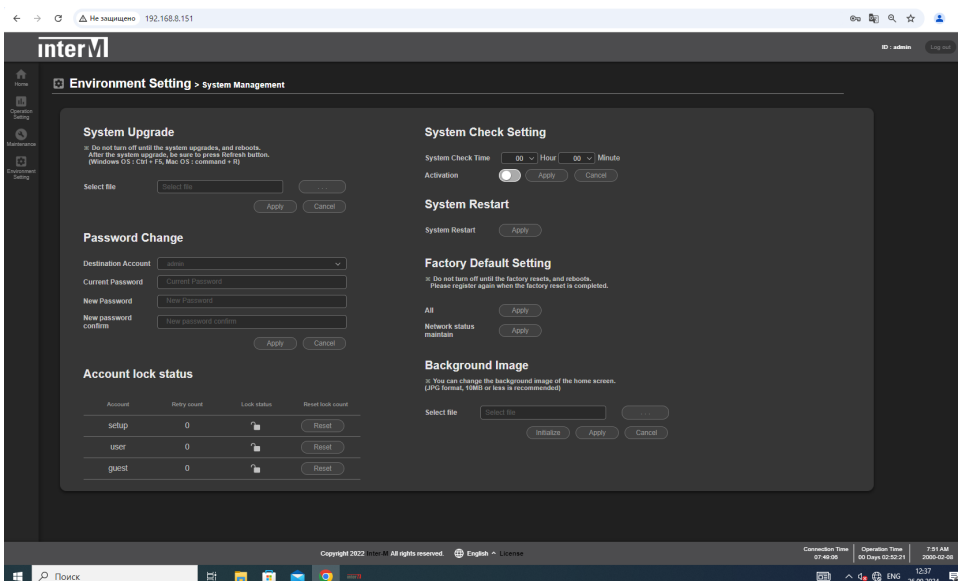 Не защищено 192.168.8.151
interM
ID : admin
Log out
Home
Operation
Setting
Maintenance
Environment
Setting
Environment Setting > System Management
System Upgrade
※ Do not turn off until the system upgrades, and reboots.
After the system upgrade, be sure to press Refresh button.
(Windows OS : Ctrl + F5, Mac OS : command + R)
Select file
Select file
. . .
Apply
Cancel
Password Change
Destination Account
admin
Current Password
Current Password
New Password
New Password
New password
confirm
New password confirm
Apply
Cancel
Account lock status
Account Retry count Lock status Reset lock count
setup 0 Reset
user 0 Reset
guest 0 Reset
System Check Setting
System Check Time 00 Hour 00 Minute
Activation Apply Cancel
System Restart
System Restart Apply
Factory Default Setting
※ Do not turn off until the factory resets, and reboots.
Please register again when the factory reset is completed.
All Apply
Network status
maintain
Apply
Background Image
※ You can change the background image of the home screen.
(JPG format, 10MB or less is recommended)
Select file
Select file
. . .
Initialize Apply Cancel
Copyright 2022 Inter-M All rights reserved. English License
Connection Time
07:49:06
Operation Time
00 Days 02:52:21
7:51 AM
2000-02-08
Поиск
ENG
12:37
26.09.2024